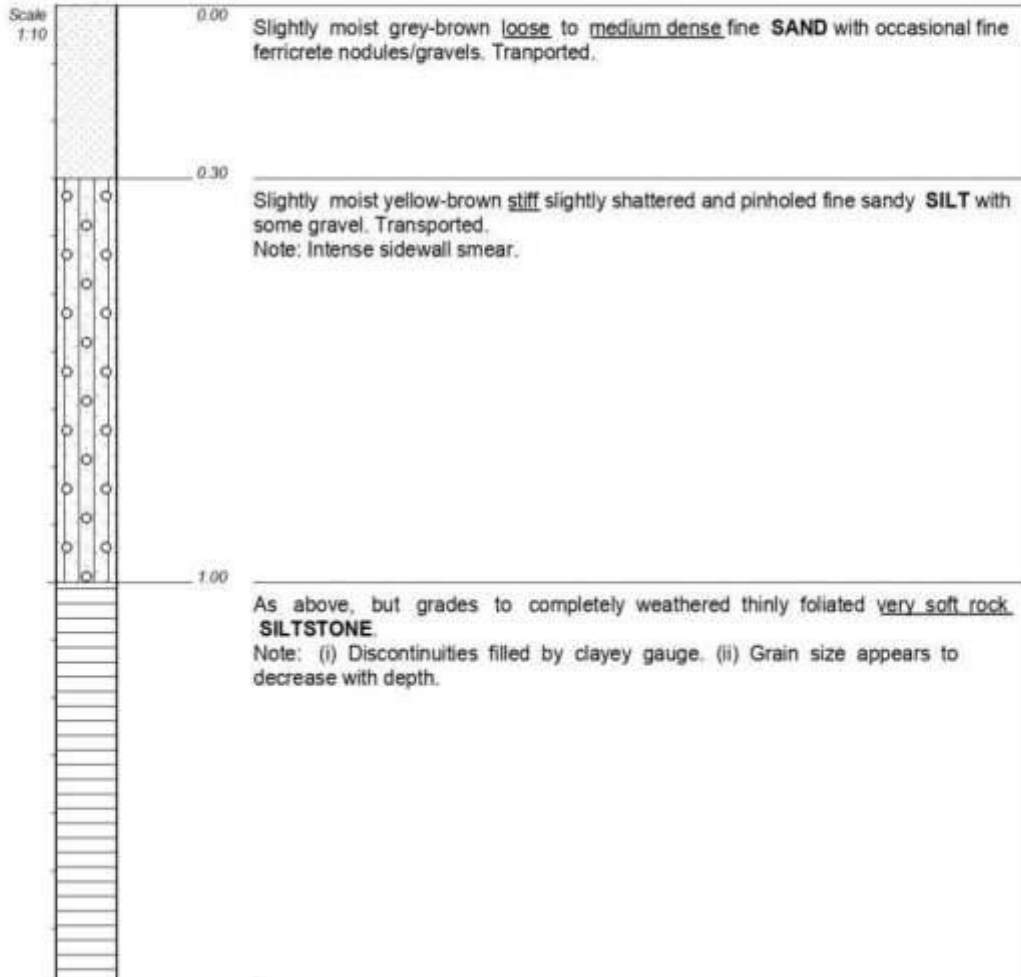 Scale
1:10
0.00
Slightly moist grey-brown loose to medium dense fine SAND with occasional fine
ferricrete nodules/gravels. Tranported.
0.30
Slightly moist yellow-brown stiff slightly shattered and pinholed fine sandy SILT with
some gravel. Transported.
Note: Intense sidewall smear.
1.00
As above, but grades to completely weathered thinly foliated very soft rock
SILTSTONE.
Note: (i) Discontinuities filled by clayey gauge. (ii) Grain size appears to
decrease with depth.